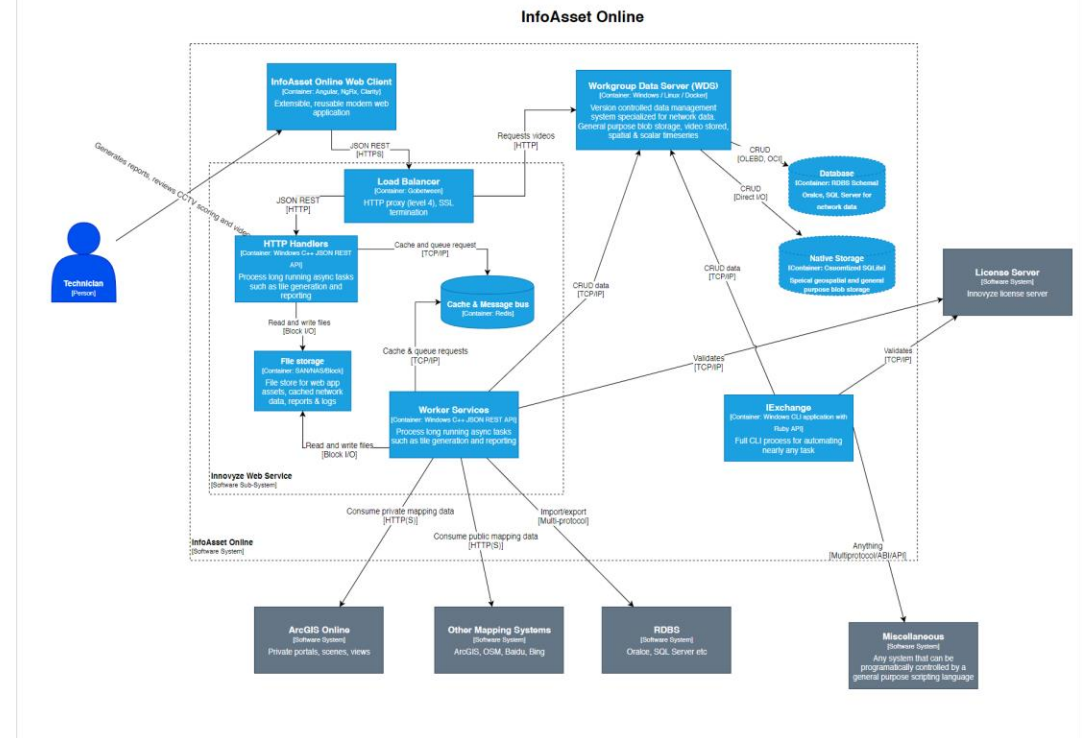 InfoAsset Online
InfoAsset Online Web Client
[Container: Angular, NgRx, Clarity]
Extensible, reusable modern web
application
Workgroup Data Server (WDS)
[Container: Windows / Linux / Docker]
Version controlled data management
system specialized for network data.
General purpose blob storage, video stored,
spatial & scalar timeseries
Generates reports, reviews CCTV scoring and video
JSON REST
[HTTPS]
Requests videos
[HTTP]
CRUD
[OLEBD, OCI]
Database
[Container: RDBS Schema]
Oralce, SQL Server for
network data
CRUD
[Direct I/O]
Load Balancer
[Container: Gobetween]
HTTP proxy (level 4), SSL
termination
JSON REST
[HTTP]
HTTP Handlers
[Container: Windows C++ JSON REST
API]
Process long running async tasks
such as tile generation and
reporting
Cache and queue request
[TCP/IP]
Native Storage
[Container: Customized SQLite]
Speical geospatial and general
purpose blob storage
Technician
[Person]
CRUD data
[TCP/IP]
License Server
[Software System]
Innovyze license server
CRUD data
[TCP/IP]
Cache & Message bus
[Container: Redis]
Read and write files
[Block I/O]
Cache & queue requests
[TCP/IP]
File storage
[Container: SAN/NAS/Block]
File store for web app
assets, cached network
data, reports & logs
Validates
[TCP/IP]
Validates
[TCP/IP]
Worker Services
[Container: Windows C++ JSON REST API]
Process long running async tasks
such as tile generation and reporting
IExchange
[Container: Windows CLI application with
Ruby API]
Full CLI process for automating
nearly any task
Read and write files
[Block I/O]
Innovyze Web Service
[Software Sub-System]
Consume private mapping data
[HTTP(S)]
Import/export
[Multi-protocol]
Consume public mapping data
[HTTP(S)]
InfoAsset Online
[Software System]
Anything
[Multiprotocol/ABI/API]
ArcGIS Online
[Software System]
Private portals, scenes, views
Other Mapping Systems
[Software System]
ArcGIS, OSM, Baidu, Bing
RDBS
[Software System]
Oralce, SQL Server etc
Miscellaneous
[Software System]
Any system that can be
programatically controlled by a
general purpose scripting language